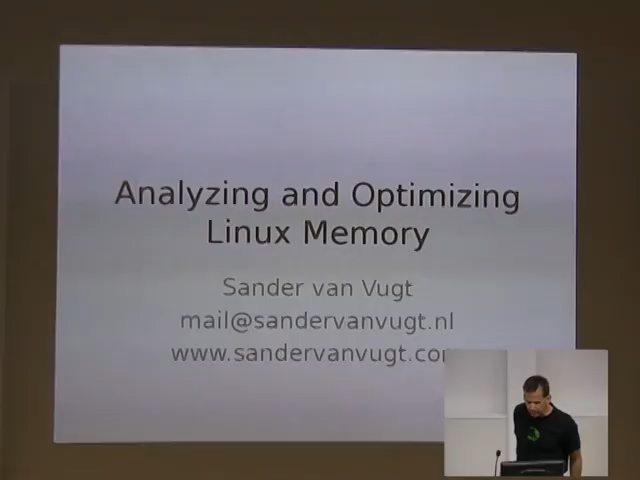 Analyzing and Optimizing
Linux Memory
Sander van Vugt
mail@sandervanvugt.nl
www.sandervanvugt.co